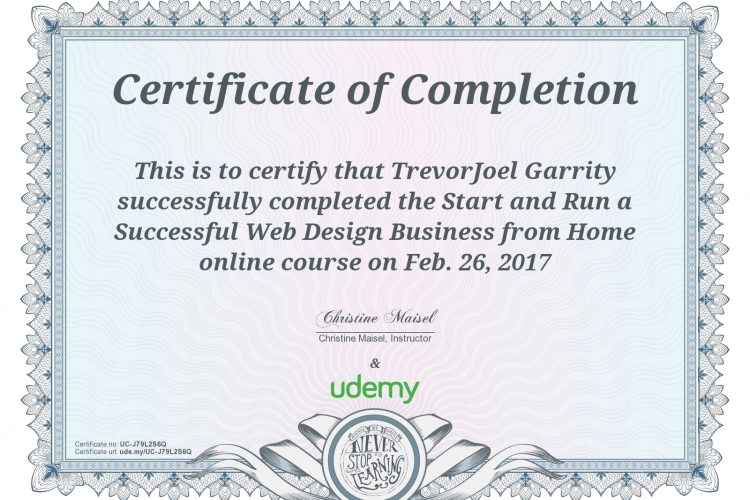 Certificate of Completion
This is to certify that TrevorJoel Garrity
successfully completed the Start and Run a
Successful Web Design Business from Home
online course on Feb. 26, 2017
Christine Maisel
Christine Maisel, Instructor
&
udemy
Certificate no: UC-J79L2S6Q
Certificate url: ude.my/UC-J79L2S6Q
NEVER
STOP
LEARNING